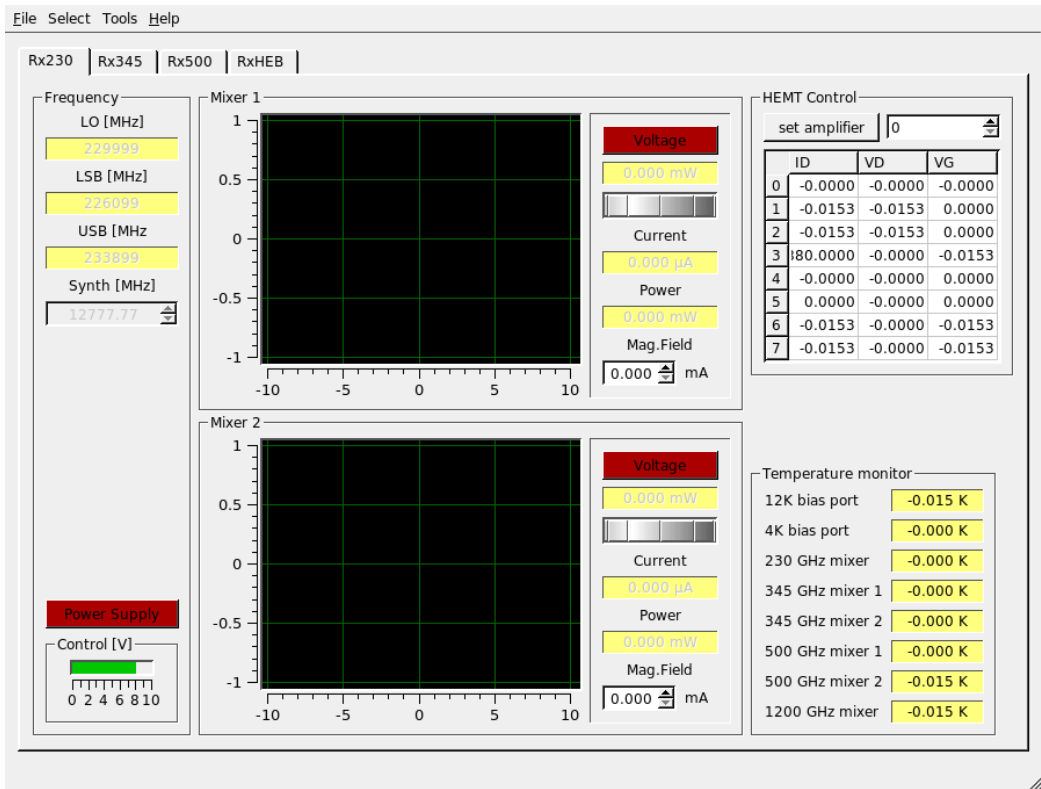 File Select Tools Help
Rx230 Rx345 Rx500 RxHEB
Frequency
LO [MHz]
229999
LSB [MHz]
226099
USB [MHz
233899
Synth [MHz]
12777.77
Power Supply
Control [V]
0 2 4 6 8 10
Mixer 1
1
0.5
0
-0.5
-1
-10 -5 0 5 10
Voltage
0.000 mW
Current
0.000 µA
Power
0.000 mW
Mag.Field
0.000 mA
Mixer 2
1
0.5
0
-0.5
-1
-10 -5 0 5 10
Voltage
0.000 mW
Current
0.000 µA
Power
0.000 mW
Mag.Field
0.000 mA
HEMT Control
set amplifier 0
ID VD VG
0 -0.0000 -0.0000 -0.0000
1 -0.0153 -0.0153 0.0000
2 -0.0153 -0.0153 0.0000
3 380.0000 -0.0000 -0.0153
4 -0.0000 -0.0000 0.0000
5 0.0000 -0.0000 0.0000
6 -0.0153 -0.0000 -0.0153
7 -0.0153 -0.0000 -0.0153
Temperature monitor
12K bias port -0.015 K
4K bias port -0.000 K
230 GHz mixer -0.000 K
345 GHz mixer 1 -0.000 K
345 GHz mixer 2 -0.000 K
500 GHz mixer 1 -0.000 K
500 GHz mixer 2 -0.015 K
1200 GHz mixer -0.015 K